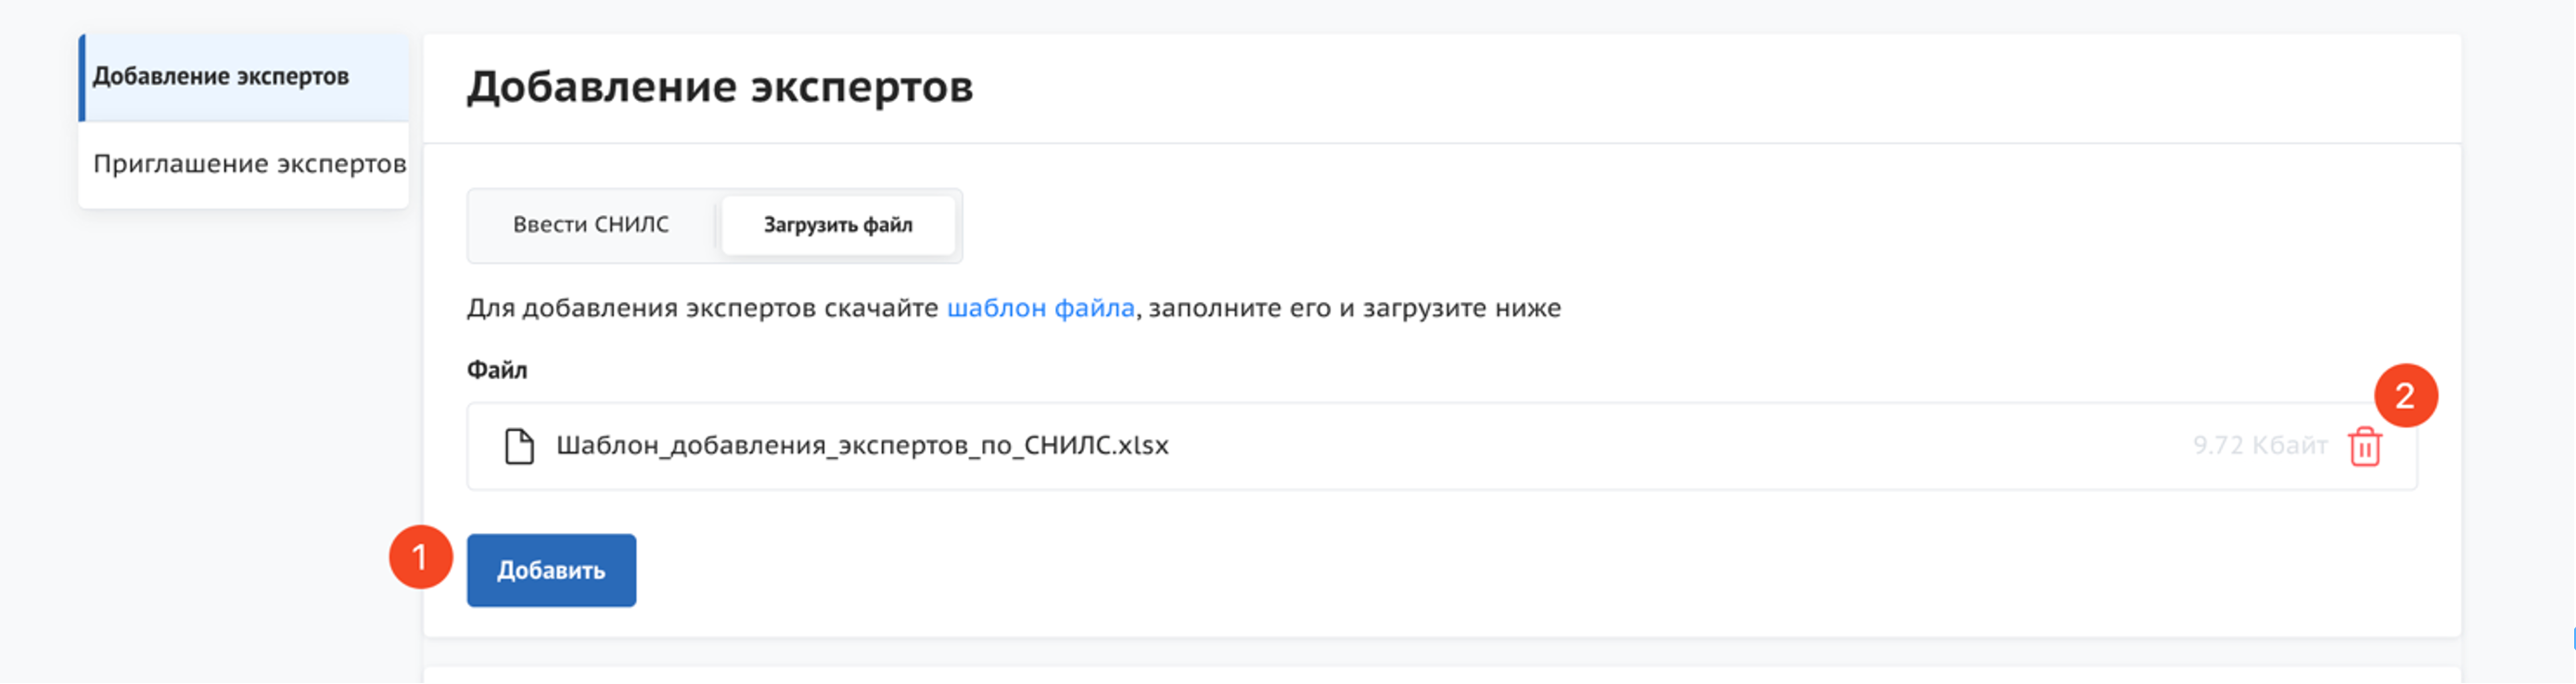 Добавление экспертов
Приглашение экспертов
Добавление экспертов
Ввести СНИЛС
Загрузить файл
Для добавления экспертов скачайте шаблон файла, заполните его и загрузите ниже
Файл
2
Шаблон_добавления_экспертов_по_СНИЛС.xlsx
9.72 Кбайт
1
Добавить